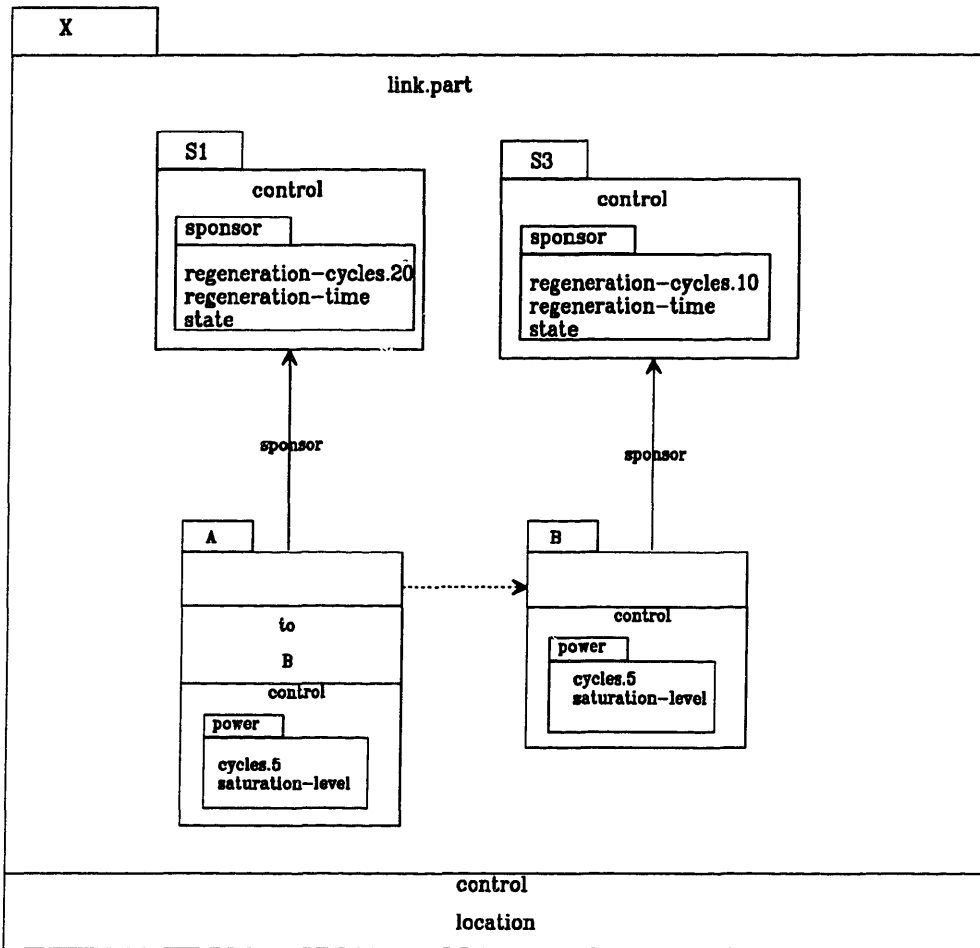 X
link.part
S1
control
sponsor
regeneration-cycles.20
regeneration-time
state
S3
control
sponsor
regeneration-cycles.10
regeneration-time
state
sponsor
sponsor
A
to
B
control
power
cycles.5
saturation-level
B
control
power
cycles.5
saturation-level
control
location